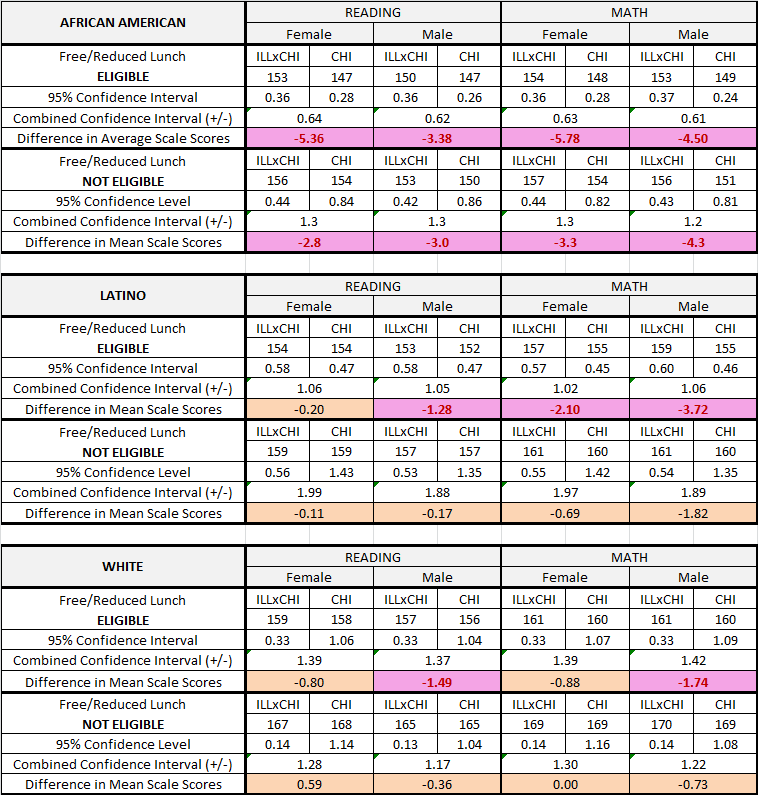 AFRICAN AMERICAN READING MATH
Female Male Female Male
Free/Reduced Lunch ILLxCHI CHI ILLxCHI CHI ILLxCHI CHI ILLxCHI CHI
ELIGIBLE 153 147 150 147 154 148 153 149
95% Confidence Interval 0.36 0.28 0.36 0.26 0.36 0.28 0.37 0.24
Combined Confidence Interval (+/-) 0.64 0.62 0.63 0.61
Difference in Average Scale Scores -5.36 -3.38 -5.78 -4.50
Free/Reduced Lunch ILLxCHI CHI ILLxCHI CHI ILLxCHI CHI ILLxCHI CHI
NOT ELIGIBLE 156 154 153 150 157 154 156 151
95% Confidence Level 0.44 0.84 0.42 0.86 0.44 0.82 0.43 0.81
Combined Confidence Interval (+/-) 1.3 1.3 1.3 1.2
Difference in Mean Scale Scores -2.8 -3.0 -3.3 -4.3
LATINO READING MATH
Female Male Female Male
Free/Reduced Lunch ILLxCHI CHI ILLxCHI CHI ILLxCHI CHI ILLxCHI CHI
ELIGIBLE 154 154 153 152 157 155 159 155
95% Confidence Interval 0.58 0.47 0.58 0.47 0.57 0.45 0.60 0.46
Combined Confidence Interval (+/-) 1.06 1.05 1.02 1.06
Difference in Mean Scale Scores -0.20 -1.28 -2.10 -3.72
Free/Reduced Lunch ILLxCHI CHI ILLxCHI CHI ILLxCHI CHI ILLxCHI CHI
NOT ELIGIBLE 159 159 157 157 161 160 161 160
95% Confidence Level 0.56 1.43 0.53 1.35 0.55 1.42 0.54 1.35
Combined Confidence Interval (+/-) 1.99 1.88 1.97 1.89
Difference in Mean Scale Scores -0.11 -0.17 -0.69 -1.82
WHITE READING MATH
Female Male Female Male
Free/Reduced Lunch ILLxCHI CHI ILLxCHI CHI ILLxCHI CHI ILLxCHI CHI
ELIGIBLE 159 158 157 156 161 160 161 160
95% Confidence Interval 0.33 1.06 0.33 1.04 0.33 1.07 0.33 1.09
Combined Confidence Interval (+/-) 1.39 1.37 1.39 1.42
Difference in Mean Scale Scores -0.80 -1.49 -0.88 -1.74
Free/Reduced Lunch ILLxCHI CHI ILLxCHI CHI ILLxCHI CHI ILLxCHI CHI
NOT ELIGIBLE 167 168 165 165 169 169 170 169
95% Confidence Level 0.14 1.14 0.13 1.04 0.14 1.16 0.14 1.08
Combined Confidence Interval (+/-) 1.28 1.17 1.30 1.22
Difference in Mean Scale Scores 0.59 -0.36 0.00 -0.73